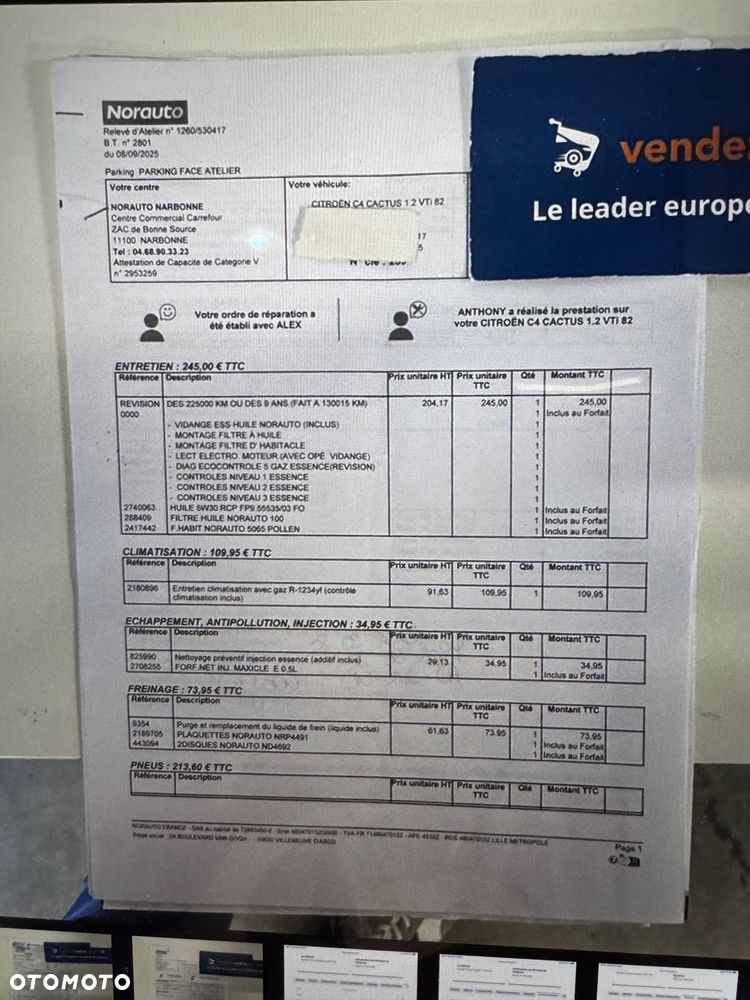 Norauto
Relevé d'Atelier n° 1260/530417
B.T. n° 2801
du 08/09/2025
Parking PARKING FACE ATELIER
Votre centre
NORAUTO NARBONNE
Centre Commercial Carrefour
ZAC de Bonne Source
11100 NARBONNE
Tel : 04.68.90.33.23
Attestation de Capacite de Categorie V
n° 2953259
Votre véhicule:
CITROËN C4 CACTUS 1.2 VTi 82
17
5
vende
Le leader europé
Votre ordre de réparation a
été établi avec ALEX
ANTHONY a réalisé la prestation sur
votre CITROËN C4 CACTUS 1.2 VTi 82
ENTRETIEN : 245,00 € TTC
Référence Description Prix unitaire HT Prix unitaire TTC Qté Montant TTC
REVISION DES 225000 KM OU DES 9 ANS (FAIT A 130015 KM) 204,17 245,00 1 245,00
0000 1 Inclus au Forfait
- VIDANGE ESS HUILE NORAUTO (INCLUS) 1
- MONTAGE FILTRE À HUILE 1
- MONTAGE FILTRE D' HABITACLE 1
- LECT ELECTRO. MOTEUR (AVEC OPÉ. VIDANGE) 1
- DIAG ECOCONTROLE 5 GAZ ESSENCE(REVISION) 1
- CONTROLES NIVEAU 1 ESSENCE 1
- CONTROLES NIVEAU 2 ESSENCE 1
- CONTROLES NIVEAU 3 ESSENCE 1
2740063 HUILE 5W30 RCP FP9 55535/03 FO 1 Inclus au Forfait
288409 FILTRE HUILE NORAUTO 100 1 Inclus au Forfait
2417442 F.HABIT NORAUTO 5065 POLLEN 1 Inclus au Forfait
CLIMATISATION : 109,95 € TTC
Référence Description Prix unitaire HT Prix unitaire TTC Qté Montant TTC
2180896 Entretien climatisation avec gaz R-1234yf (contrôle 91,63 109,95 1 109,95
climatisation inclus)
ECHAPPEMENT, ANTIPOLLUTION, INJECTION : 34,95 € TTC
Référence Description Prix unitaire HT Prix unitaire TTC Qté Montant TTC
825990 Nettoyage préventif injection essence (additif inclus) 29,13 34,95 1 34,95
2708255 FORF.NET INJ. MAXICLE E 0.5L 1 Inclus au Forfait
FREINAGE : 73,95 € TTC
Référence Description Prix unitaire HT Prix unitaire TTC Qté Montant TTC
9354 Purge et remplacement du liquide de frein (liquide inclus) 61,63 73,95 1 73,95
2189705 PLAQUETTES NORAUTO NRP4491 1 Inclus au Forfait
443094 2DISQUES NORAUTO ND4692 1 Inclus au Forfait
PNEUS : 213,60 € TTC
Référence Description Prix unitaire HT Prix unitaire TTC Qté Montant TTC
Page 1
OTOMOTO